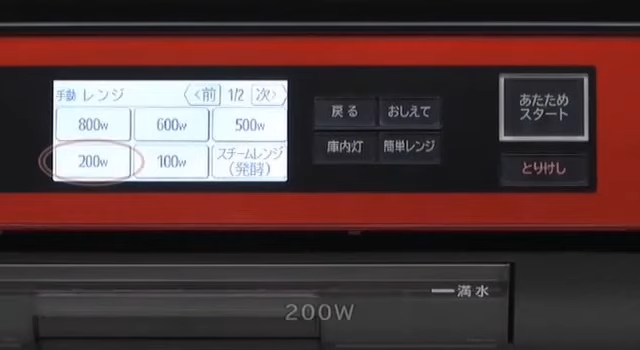 手動 レンジ 〈前 1/2 次〉
800w 600w 500w
200w 100w スチームレンジ
(発酵)
戻る おしえて
庫内灯 簡単レンジ
あたため
スタート
とりけし
満水
200W